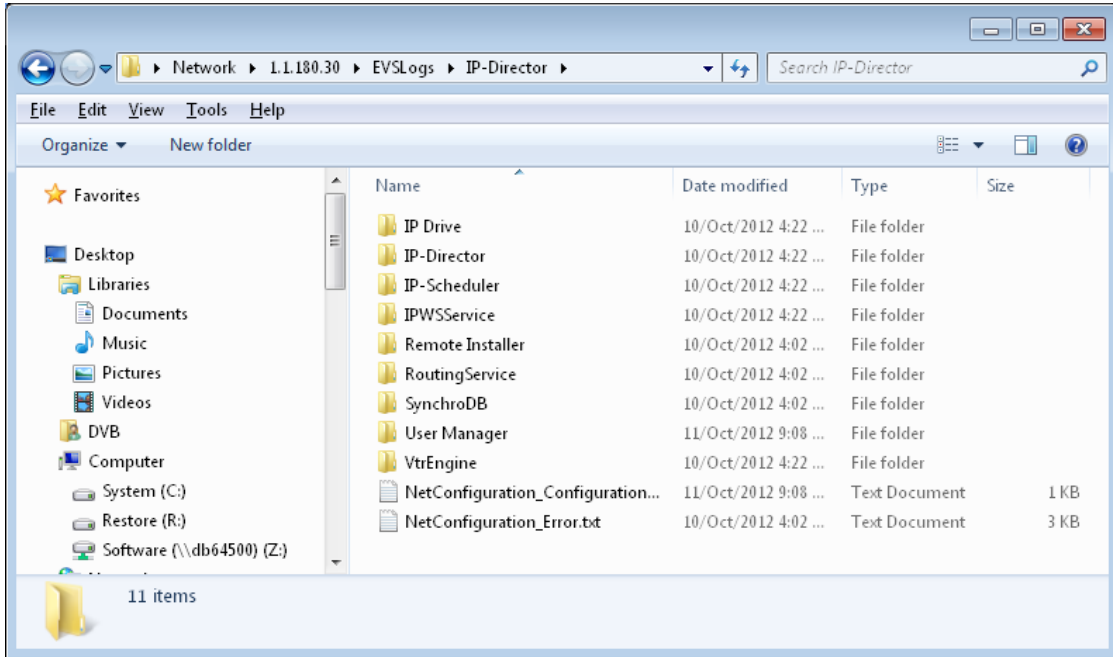 Network 1.1.180.30 EVSLogs IP-Director Search IP-Director
File Edit View Tools Help
Organize New folder
Favorites
Desktop
Libraries
Documents
Music
Pictures
Videos
DVB
Computer
System (C:)
Restore (R:)
Software (\\db64500) (Z:)
Name Date modified Type Size
IP Drive 10/Oct/2012 4:22 ... File folder
IP-Director 10/Oct/2012 4:22 ... File folder
IP-Scheduler 10/Oct/2012 4:22 ... File folder
IPWSService 10/Oct/2012 4:22 ... File folder
Remote Installer 10/Oct/2012 4:02 ... File folder
RoutingService 10/Oct/2012 4:02 ... File folder
SynchroDB 10/Oct/2012 4:02 ... File folder
User Manager 11/Oct/2012 9:08 ... File folder
VtrEngine 10/Oct/2012 4:22 ... File folder
NetConfiguration_Configuration... 11/Oct/2012 9:08 ... Text Document 1 KB
NetConfiguration_Error.txt 10/Oct/2012 4:02 ... Text Document 3 KB
11 items